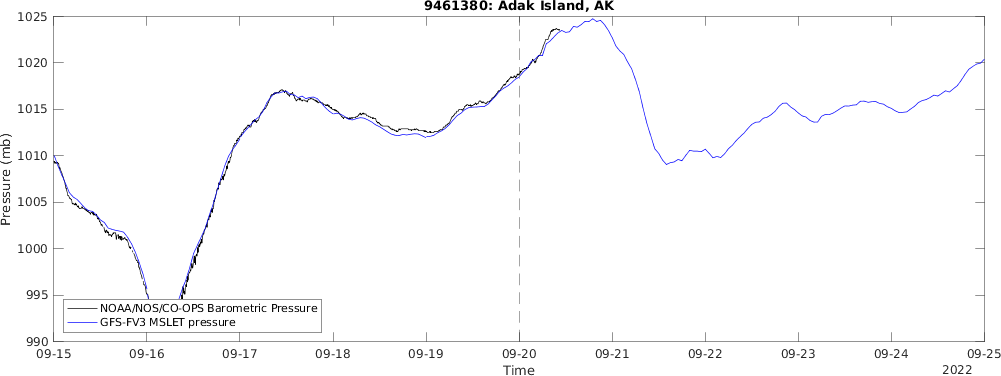 9461380: Adak Island, AK
Pressure (mb)
1025
1020
1015
1010
1005
1000
995
990
NOAA/NOS/CO-OPS Barometric Pressure
GFS-FV3 MSLET pressure
09-15 09-16 09-17 09-18 09-19 09-20 09-21 09-22 09-23 09-24 09-25
Time
2022